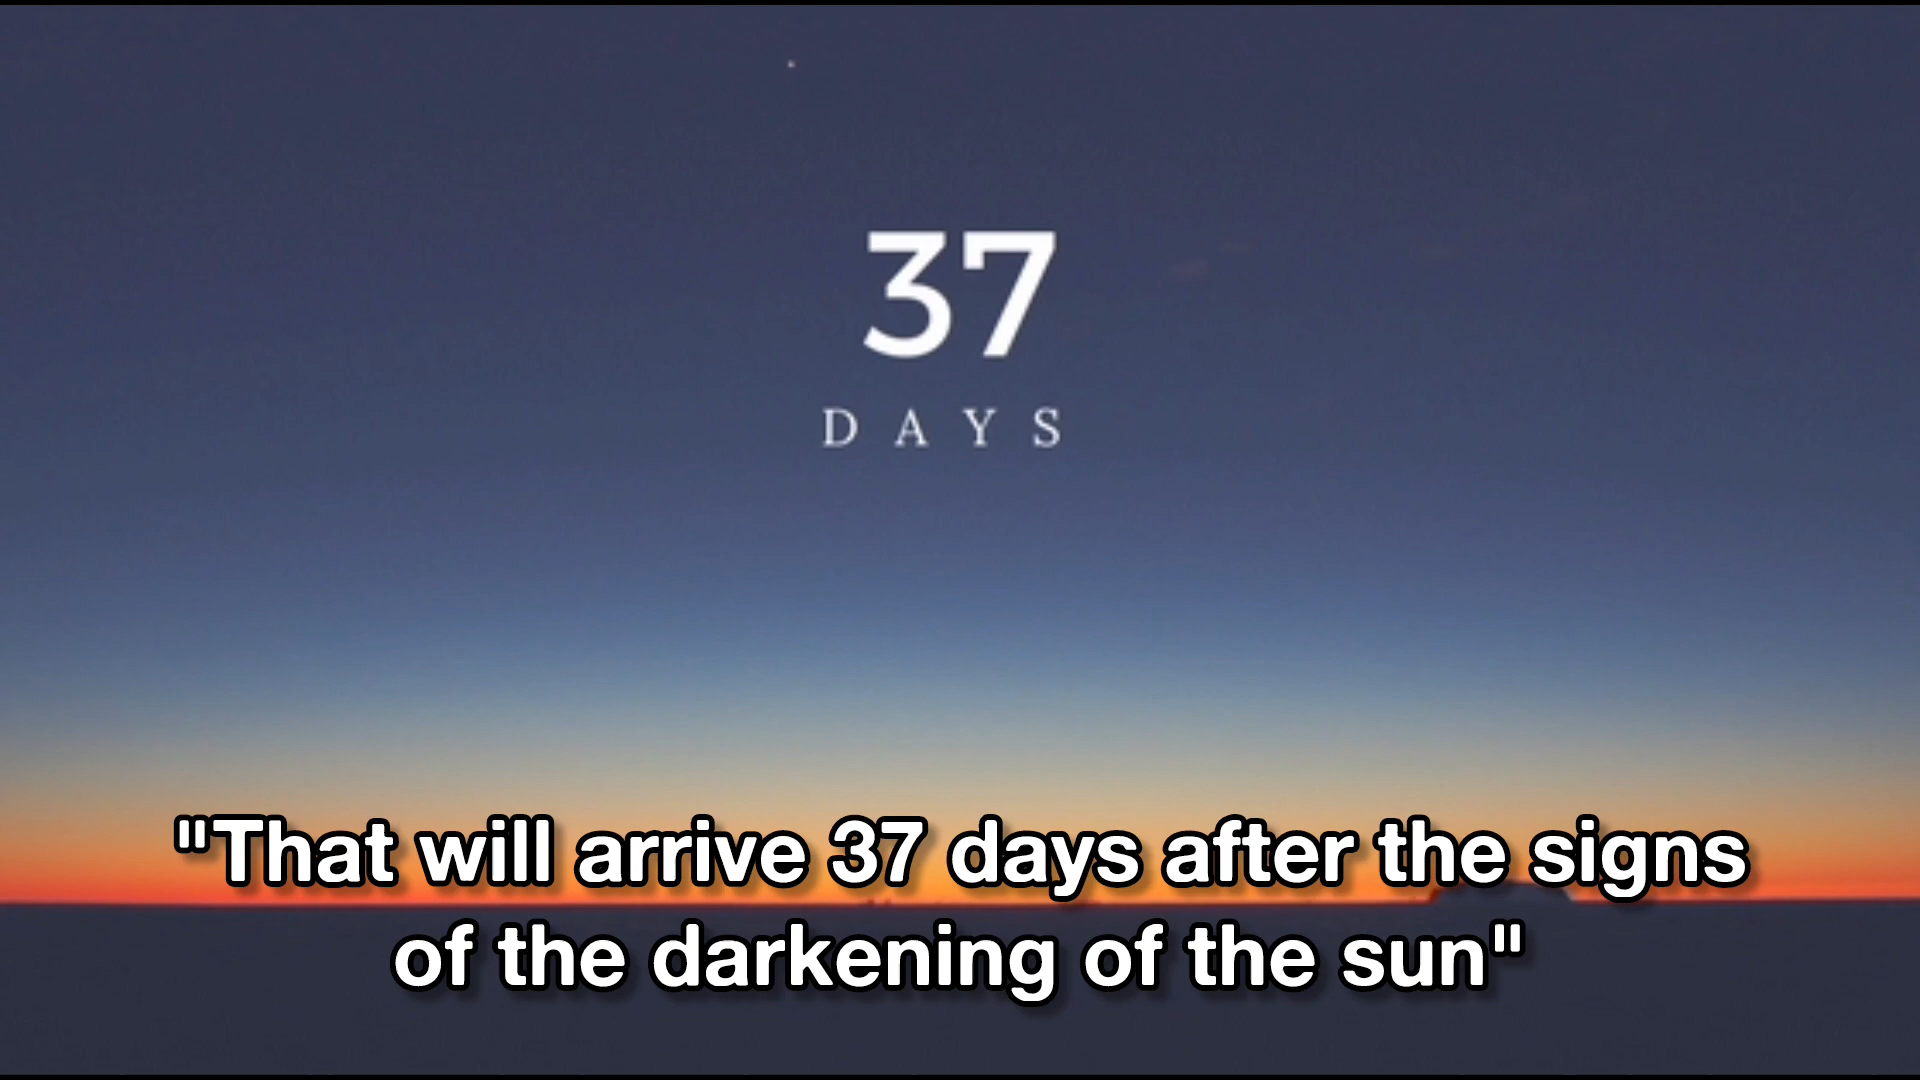 37
DAYS
"That will arrive 37 days after the signs
of the darkening of the sun"